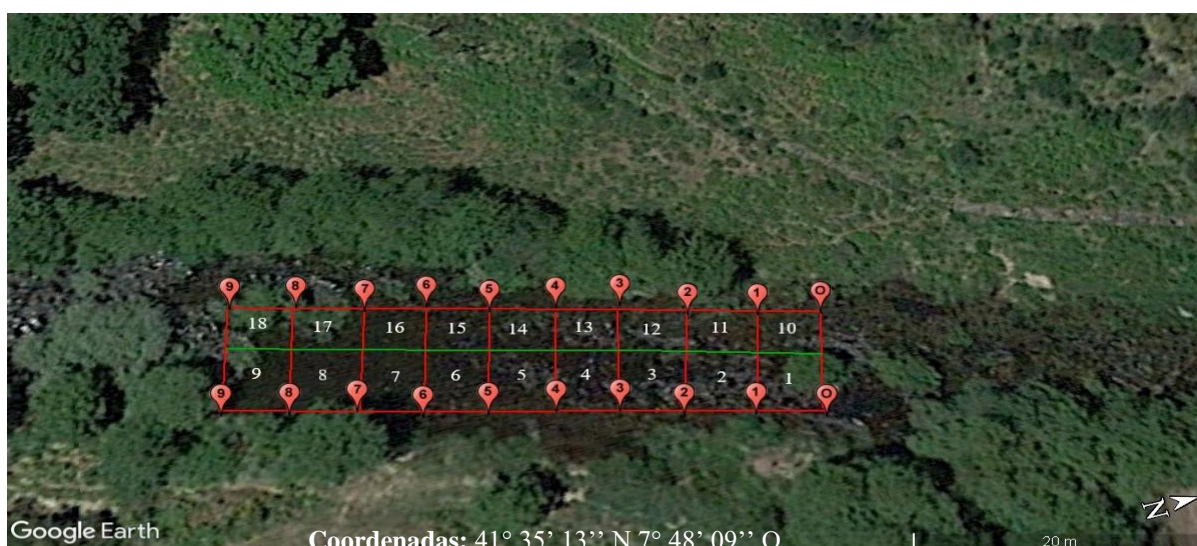 9 8 7 6 5 4 3 2 1 O
18 17 16 15 14 13 12 11 10
9 8 7 6 5 4 3 2 1
9 8 7 6 5 4 3 2 1 O
N
Google Earth
Coordenadas: 41° 35’ 13’’ N 7° 48’ 09’’ O
20 m